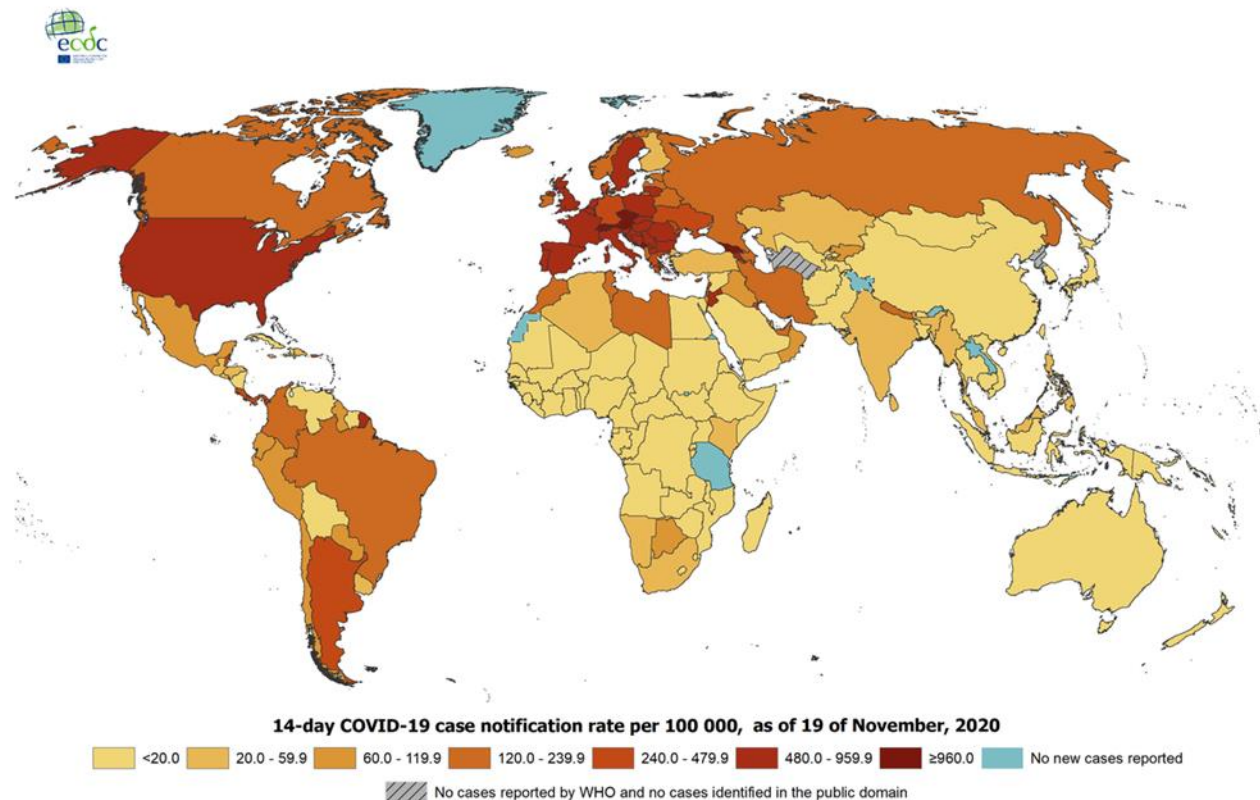 ecdc
14-day COVID-19 case notification rate per 100 000, as of 19 of November, 2020
<20.0 20.0 - 59.9 60.0 - 119.9 120.0 - 239.9 240.0 - 479.9 480.0 - 959.9 ≥960.0 No new cases reported
No cases reported by WHO and no cases identified in the public domain